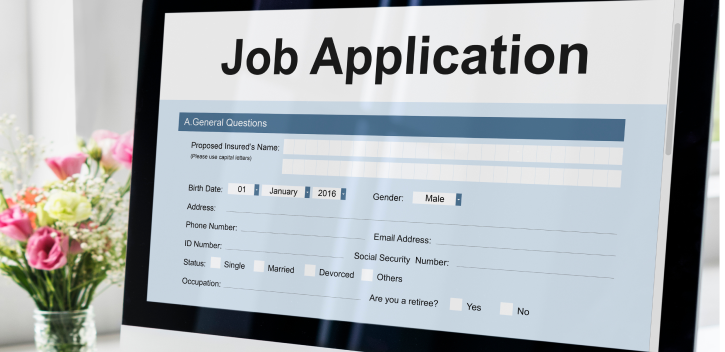 Job Application
A.General Questions
Proposed Insured's Name:
(Please use capital letters)
Birth Date: 01 January 2016 Gender: Male
Address:
Phone Number: Email Address:
ID Number: Social Security Number:
Status: Single Married Devorced Others
Occupation: Are you a retiree? Yes No